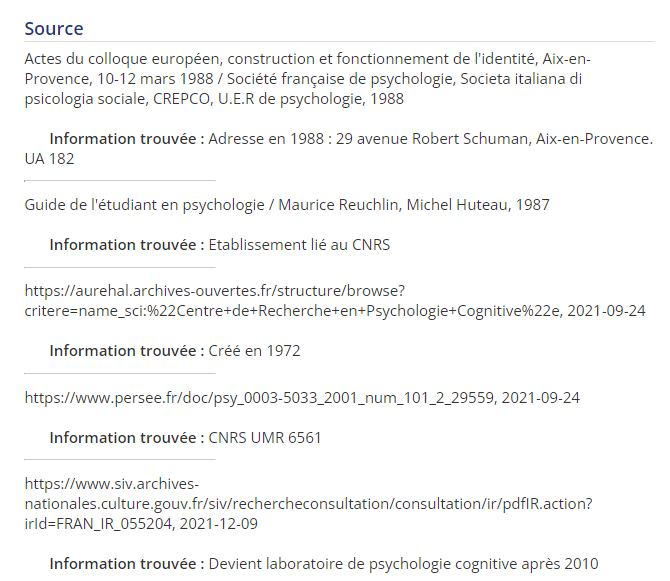 Source
Actes du colloque européen, construction et fonctionnement de l'identité, Aix-en-
Provence, 10-12 mars 1988 / Société française de psychologie, Societa italiana di
psicologia sociale, CREPCO, U.E.R de psychologie, 1988
Information trouvée : Adresse en 1988 : 29 avenue Robert Schuman, Aix-en-Provence.
UA 182
Guide de l'étudiant en psychologie / Maurice Reuchlin, Michel Huteau, 1987
Information trouvée : Etablissement lié au CNRS
https://aurehal.archives-ouvertes.fr/structure/browse?
critere=name_sci:%22Centre+de+Recherche+en+Psychologie+Cognitive%22e, 2021-09-24
Information trouvée : Créé en 1972
https://www.persee.fr/doc/psy_0003-5033_2001_num_101_2_29559, 2021-09-24
Information trouvée : CNRS UMR 6561
https://www.siv.archives-
nationales.culture.gouv.fr/siv/rechercheconsultation/consultation/ir/pdfIR.action?
irId=FRAN_IR_055204, 2021-12-09
Information trouvée : Devient laboratoire de psychologie cognitive après 2010